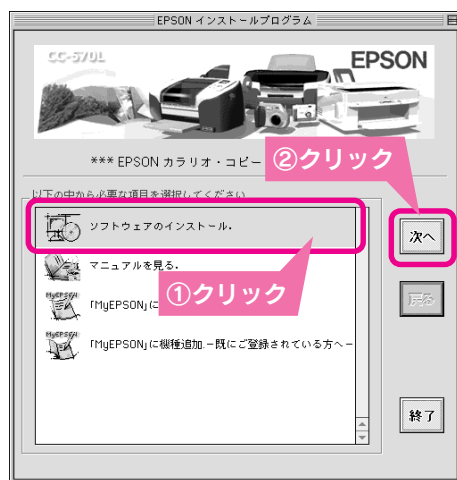 EPSON インストールプログラム
CC-570L
EPSON
*** EPSON カラリオ・コピー
②クリック
以下の中から必要な項目を選択してください
ソフトウェアのインストール.
次へ
マニュアルを見る.
①クリック
MyEPSON
「MyEPSON」に
戻る
MyEPSON
「MyEPSON」に機種追加.－既にご登録されている方へ－
終了